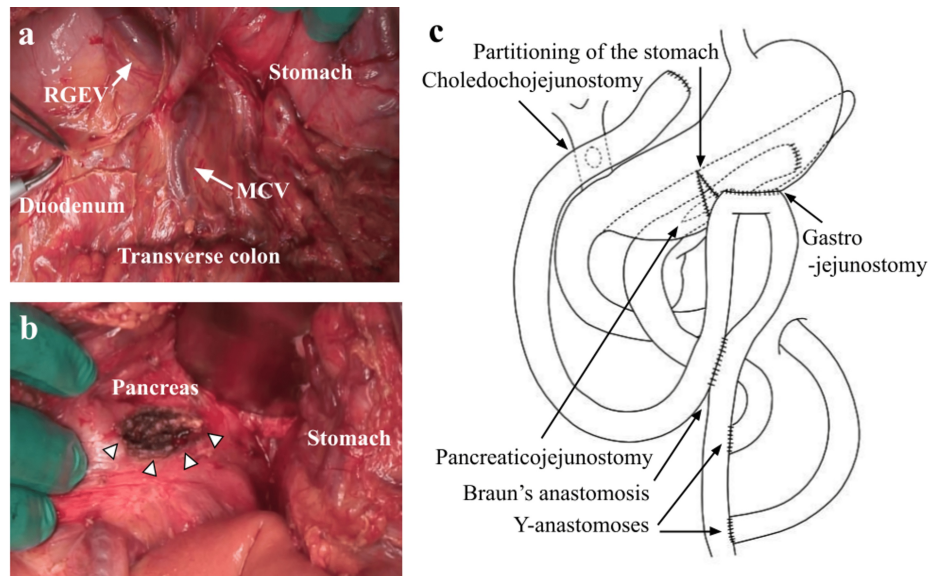 a
RGEV
Stomach
MCV
Duodenum
Transverse colon
b
Pancreas
Stomach
c
Partitioning of the stomach
Choledochojejunostomy
Gastro
-jejunostomy
Pancreaticojejunostomy
Braun's anastomosis
Y-anastomoses